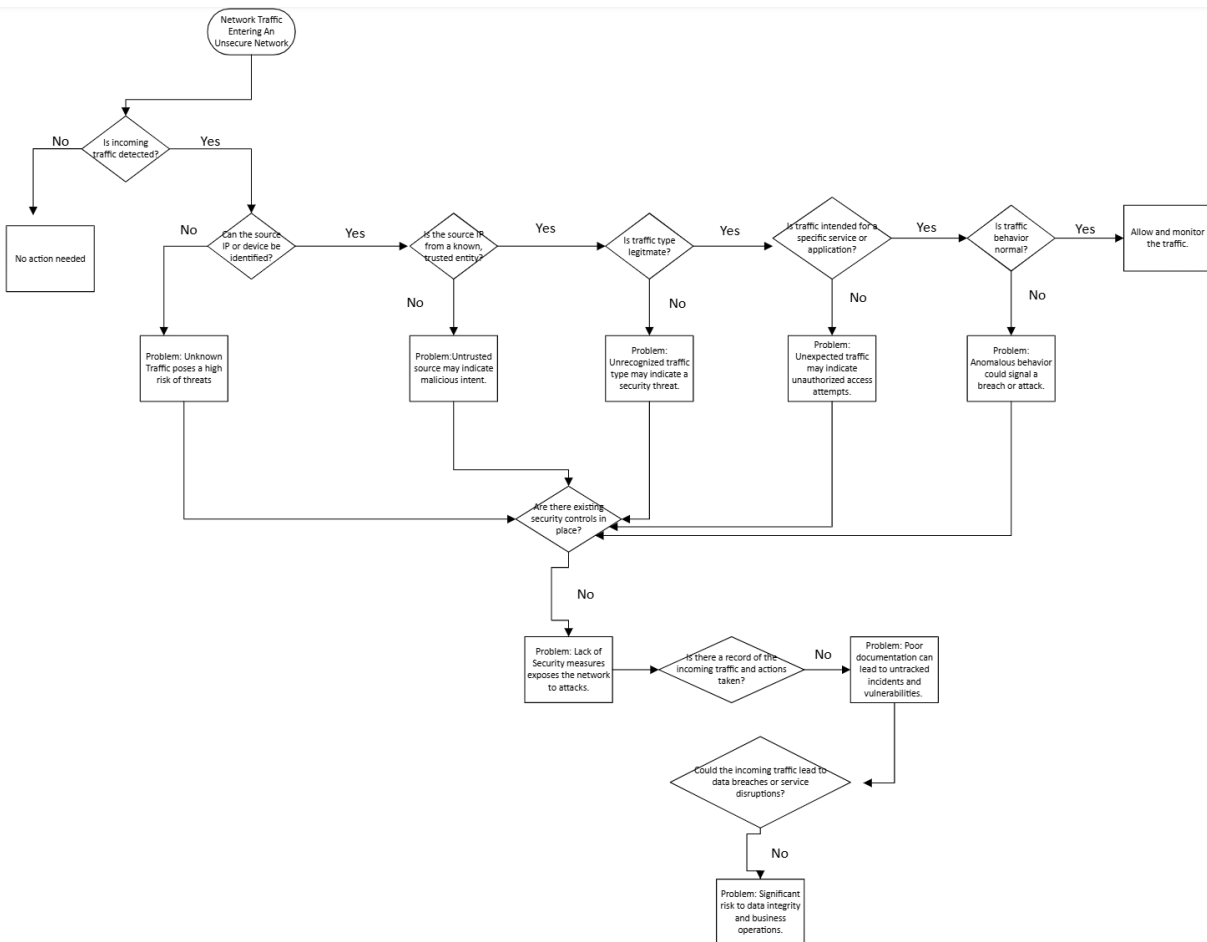 Network Traffic
Entering An
Unsecure Network
No
Is incoming
traffic detected?
Yes
No action needed
No
Can the source
IP or device be
identified?
Yes
Is the source IP
from a known,
trusted entity?
Yes
Is traffic type
legitimate?
Yes
Is traffic intended for a
specific service or
application?
Yes
Is traffic
behavior
normal?
Yes
Allow and monitor
the traffic.
No
No
No
No
Problem: Unknown
Traffic poses a high
risk of threats
Problem:Untrusted
source may indicate
malicious intent.
Problem:
Unrecognized traffic
type may indicate a
security threat.
Problem:
Unexpected traffic
may indicate
unauthorized access
attempts.
Problem:
Anomalous behavior
could signal a
breach or attack.
Are there existing
security controls in
place?
No
Problem: Lack of
Security measures
exposes the network
to attacks.
Is there a record of the
incoming traffic and actions
taken?
No
Problem: Poor
documentation can
lead to untracked
incidents and
vulnerabilities.
Could the incoming traffic lead to
data breaches or service
disruptions?
No
Problem: Significant
risk to data integrity
and business
operations.